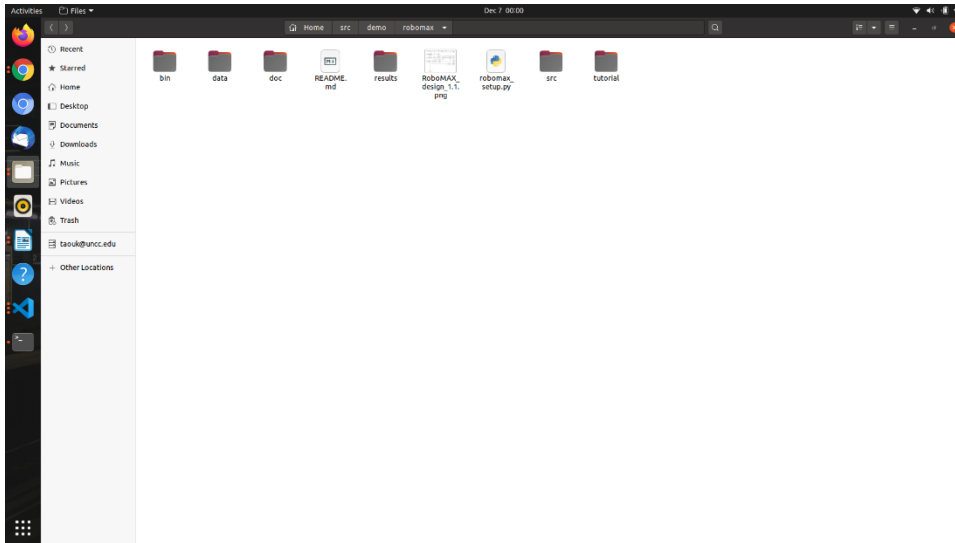 Activities Files Dec 7 00:00
Home src demo robomax
Recent
Starred
Home
Desktop
Documents
Downloads
Music
Pictures
Videos
Trash
taouk@uncc.edu
+ Other Locations
bin data doc README. results RoboMAX_ robomax_ src tutorial
md design_1.1. setup.py
png